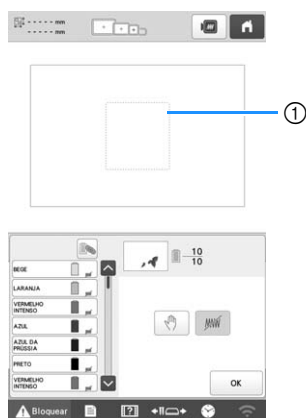 - - - - - mm
- - - - - mm
①
10
10
BEGE
LARANJA
VERMELHO
INTENSO
AZUL
AZUL DA
PRÚSSIA
PRETO
VERMELHO
INTENSO
OK
Bloquear